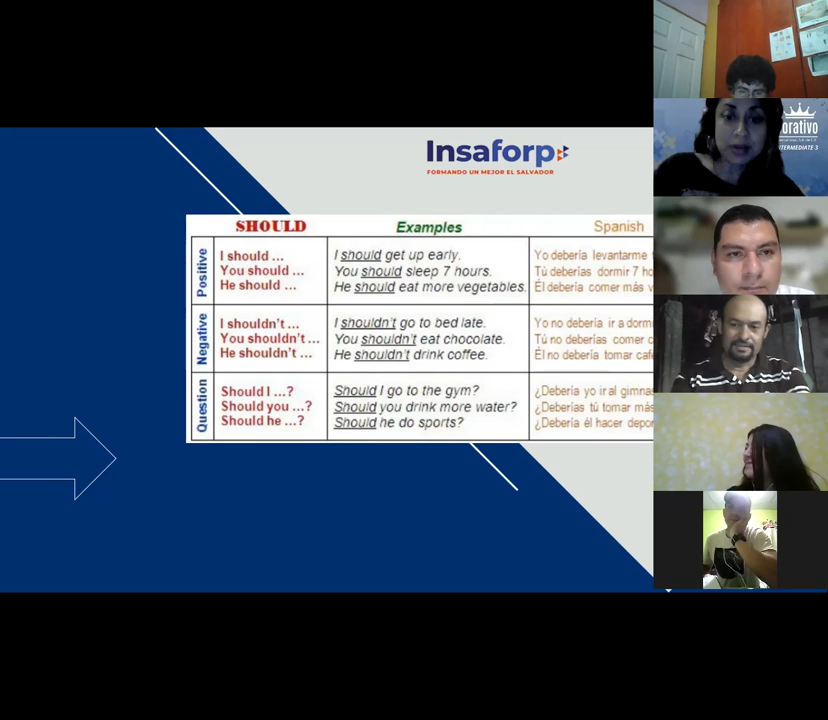 orativo
INTERMEDIATE 3
Insaforp
FORMANDO UN MEJOR EL SALVADOR
SHOULD Examples Spanish
Positive
I should ... I should get up early. Yo debería levantarme
You should ... You should sleep 7 hours. Tú deberías dormir 7
He should ... He should eat more vegetables. Él debería comer más
Negative
I shouldn't ... I shouldn't go to bed late. Yo no debería ir a
You shouldn't ... You shouldn't eat chocolate. Tú no deberías comer
He shouldn't ... He shouldn't drink coffee. Él no debería tomar
Question
Should I ...? Should I go to the gym? ¿Debería yo ir al
Should you ...? Should you drink more water? ¿Deberías tú tomar más
Should he ...? Should he do sports? ¿Debería él hacer